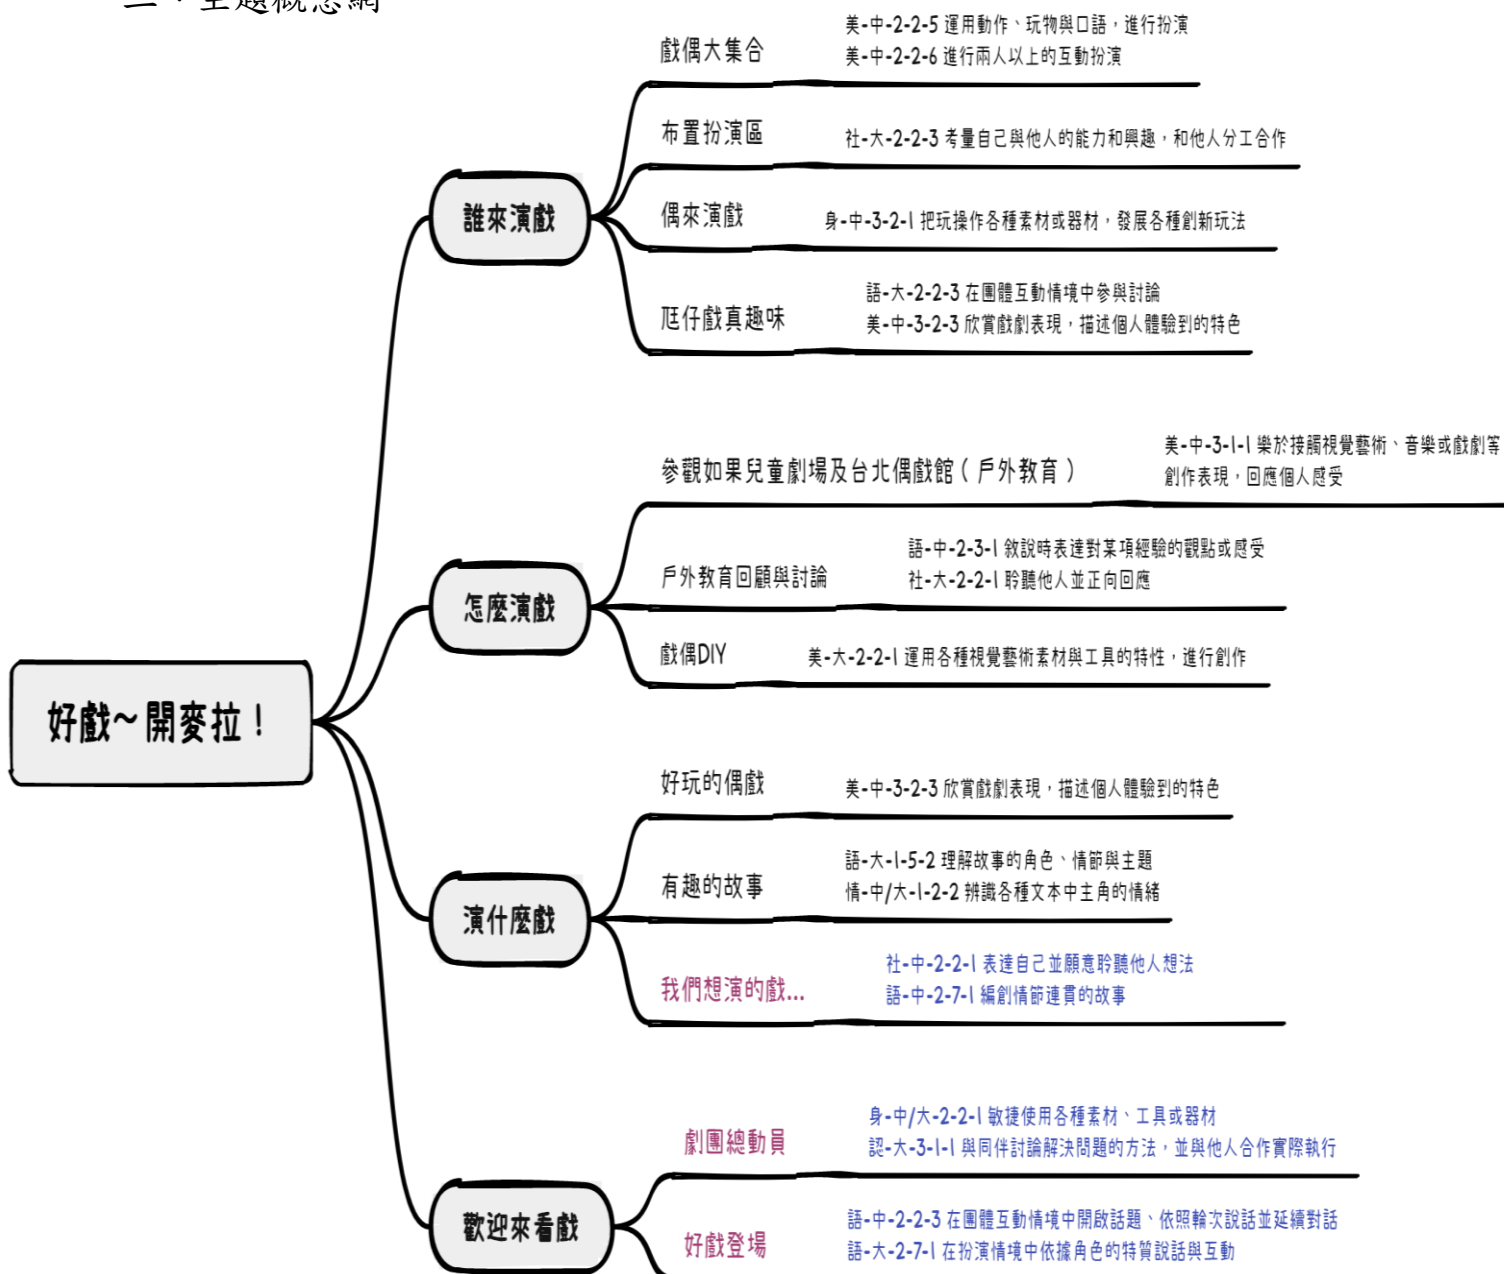 主題概念網
好戲～開麥拉！
誰來演戲
戲偶大集合
美-中-2-2-5 運用動作、玩物與口語，進行扮演
美-中-2-2-6 進行兩人以上的互動扮演
布置扮演區
社-大-2-2-3 考量自己與他人的能力和興趣，和他人分工合作
偶來演戲
身-中-3-2-1 把玩操作各種素材或器材，發展各種創新玩法
尪仔戲真趣味
語-大-2-2-3 在團體互動情境中參與討論
美-中-3-2-3 欣賞戲劇表現，描述個人體驗到的特色
怎麼演戲
參觀如果兒童劇場及台北偶戲館（戶外教育）
美-中-3-1-1 樂於接觸視覺藝術、音樂或戲劇等
創作表現，回應個人感受
戶外教育回顧與討論
語-中-2-3-1 敘說時表達對某項經驗的觀點或感受
社-大-2-2-1 聆聽他人並正向回應
戲偶DIY
美-大-2-2-1 運用各種視覺藝術素材與工具的特性，進行創作
演什麼戲
好玩的偶戲
美-中-3-2-3 欣賞戲劇表現，描述個人體驗到的特色
有趣的故事
語-大-1-5-2 理解故事的角色、情節與主題
情-中/大-1-2-2 辨識各種文本中主角的情緒
我們想演的戲...
社-中-2-2-1 表達自己並願意聆聽他人想法
語-中-2-7-1 編創情節連貫的故事
歡迎來看戲
劇團總動員
身-中/大-2-2-1 敏捷使用各種素材、工具或器材
認-大-3-1-1 與同伴討論解決問題的方法，並與他人合作實際執行
好戲登場
語-中-2-2-3 在團體互動情境中開啟話題、依照輪次說話並延續對話
語-大-2-7-1 在扮演情境中依據角色的特質說話與互動